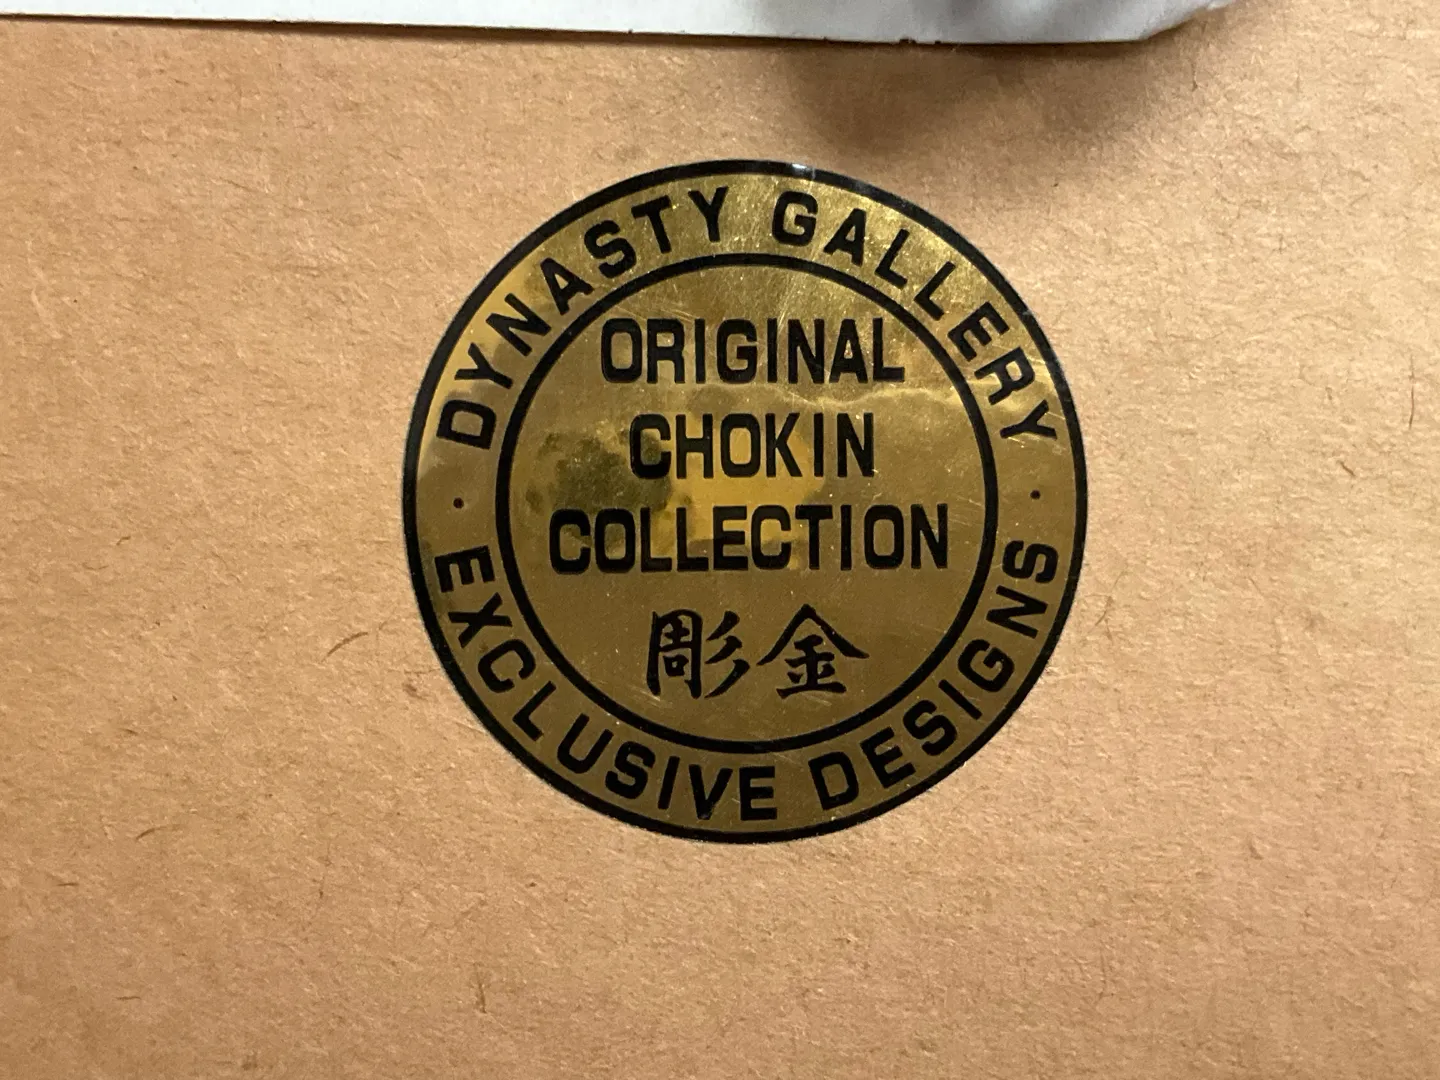 DYNASTY GALLERY
ORIGINAL
CHOKIN
COLLECTION
彫金
· EXCLUSIVE DESIGNS ·